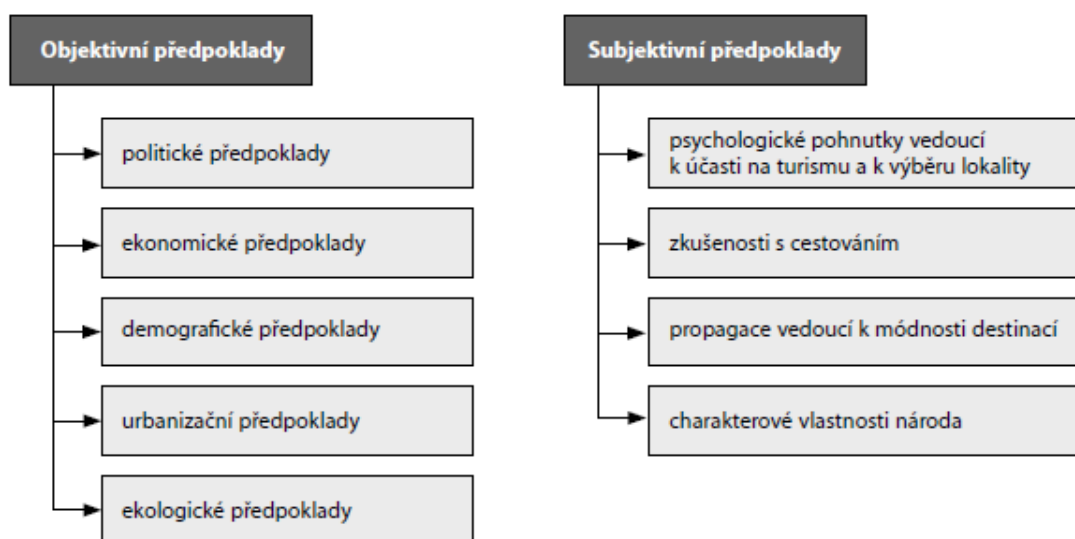 Objektivní předpoklady
politické předpoklady
ekonomické předpoklady
demografické předpoklady
urbanizační předpoklady
ekologické předpoklady
Subjektivní předpoklady
psychologické pohnutky vedoucí
k účasti na turismu a k výběru lokality
zkušenosti s cestováním
propagace vedoucí k módnosti destinací
charakterové vlastnosti národa